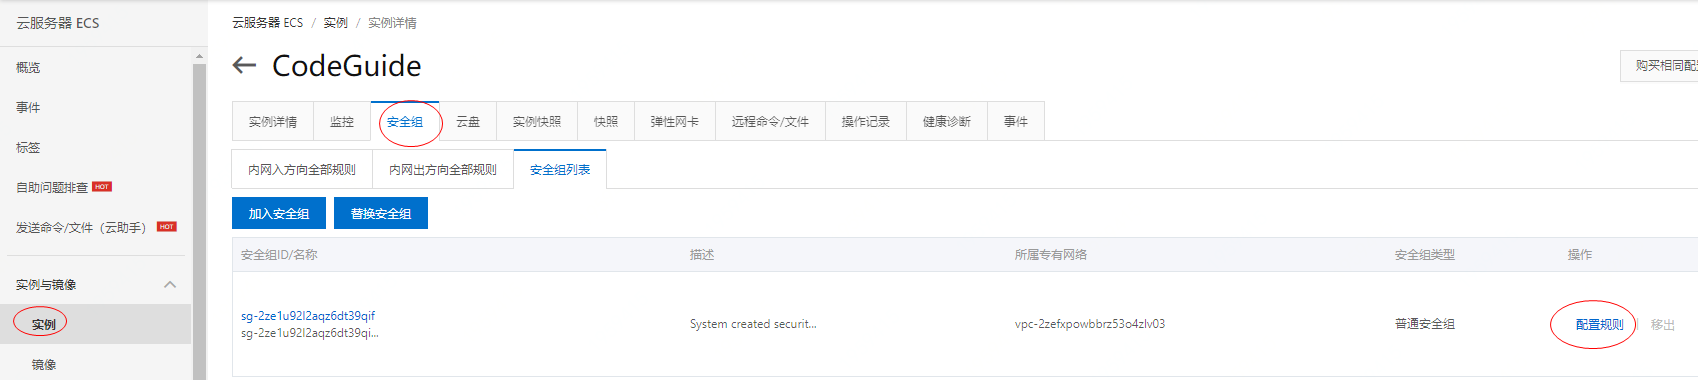 云服务器 ECS
概览
事件
标签
自助问题排查 HOT
发送命令/文件（云助手） HOT
实例与镜像
实例
镜像
云服务器 ECS / 实例 / 实例详情
CodeGuide
购买相同配
实例详情 监控 安全组 云盘 实例快照 快照 弹性网卡 远程命令/文件 操作记录 健康诊断 事件
内网入方向全部规则 内网出方向全部规则 安全组列表
加入安全组 替换安全组
安全组ID/名称 描述 所属专有网络 安全组类型 操作
sg-2ze1u92l2aqz6dt39qif
sg-2ze1u92l2aqz6dt39qi...
System created securit... vpc-2zefxpowbbrz53o4zlv03 普通安全组 配置规则 | 移出